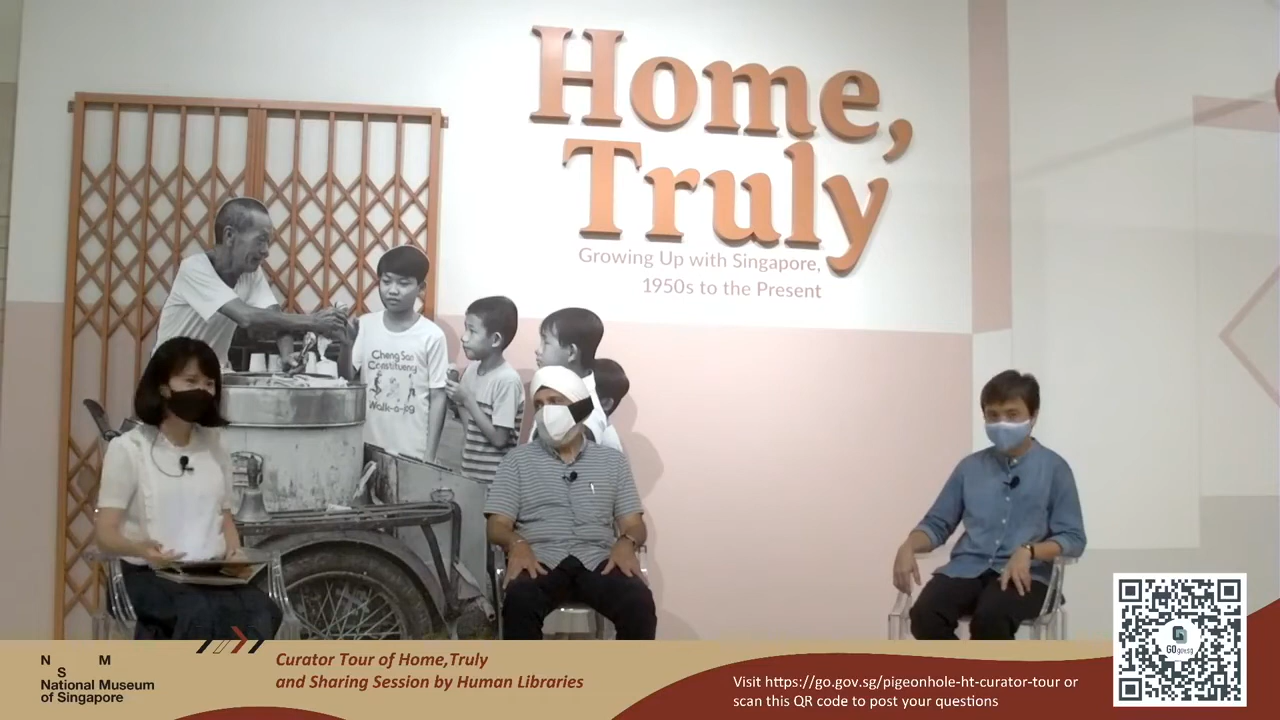 Home,
Truly
Growing Up with Singapore,
1950s to the Present
Cheng San
Constituency
Walk-a-jog
N M
S
National Museum
of Singapore
Curator Tour of Home,Truly
and Sharing Session by Human Libraries
Visit https://go.gov.sg/pigeonhole-ht-curator-tour or
scan this QR code to post your questions
GOgov.sg